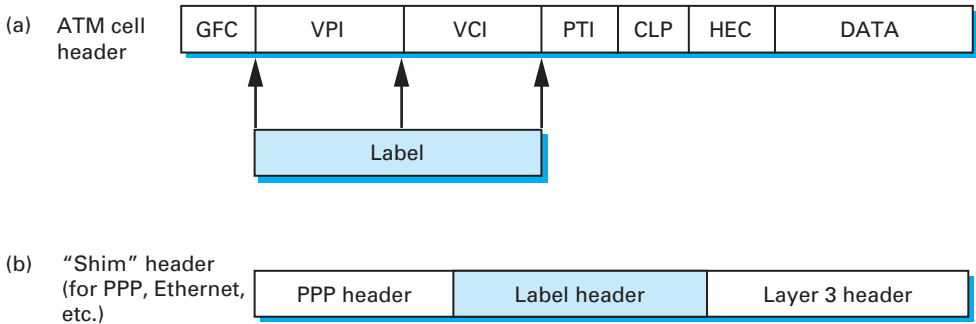 (a) ATM cell
header
GFC VPI VCI PTI CLP HEC DATA
Label
(b) “Shim” header
(for PPP, Ethernet,
etc.)
PPP header Label header Layer 3 header